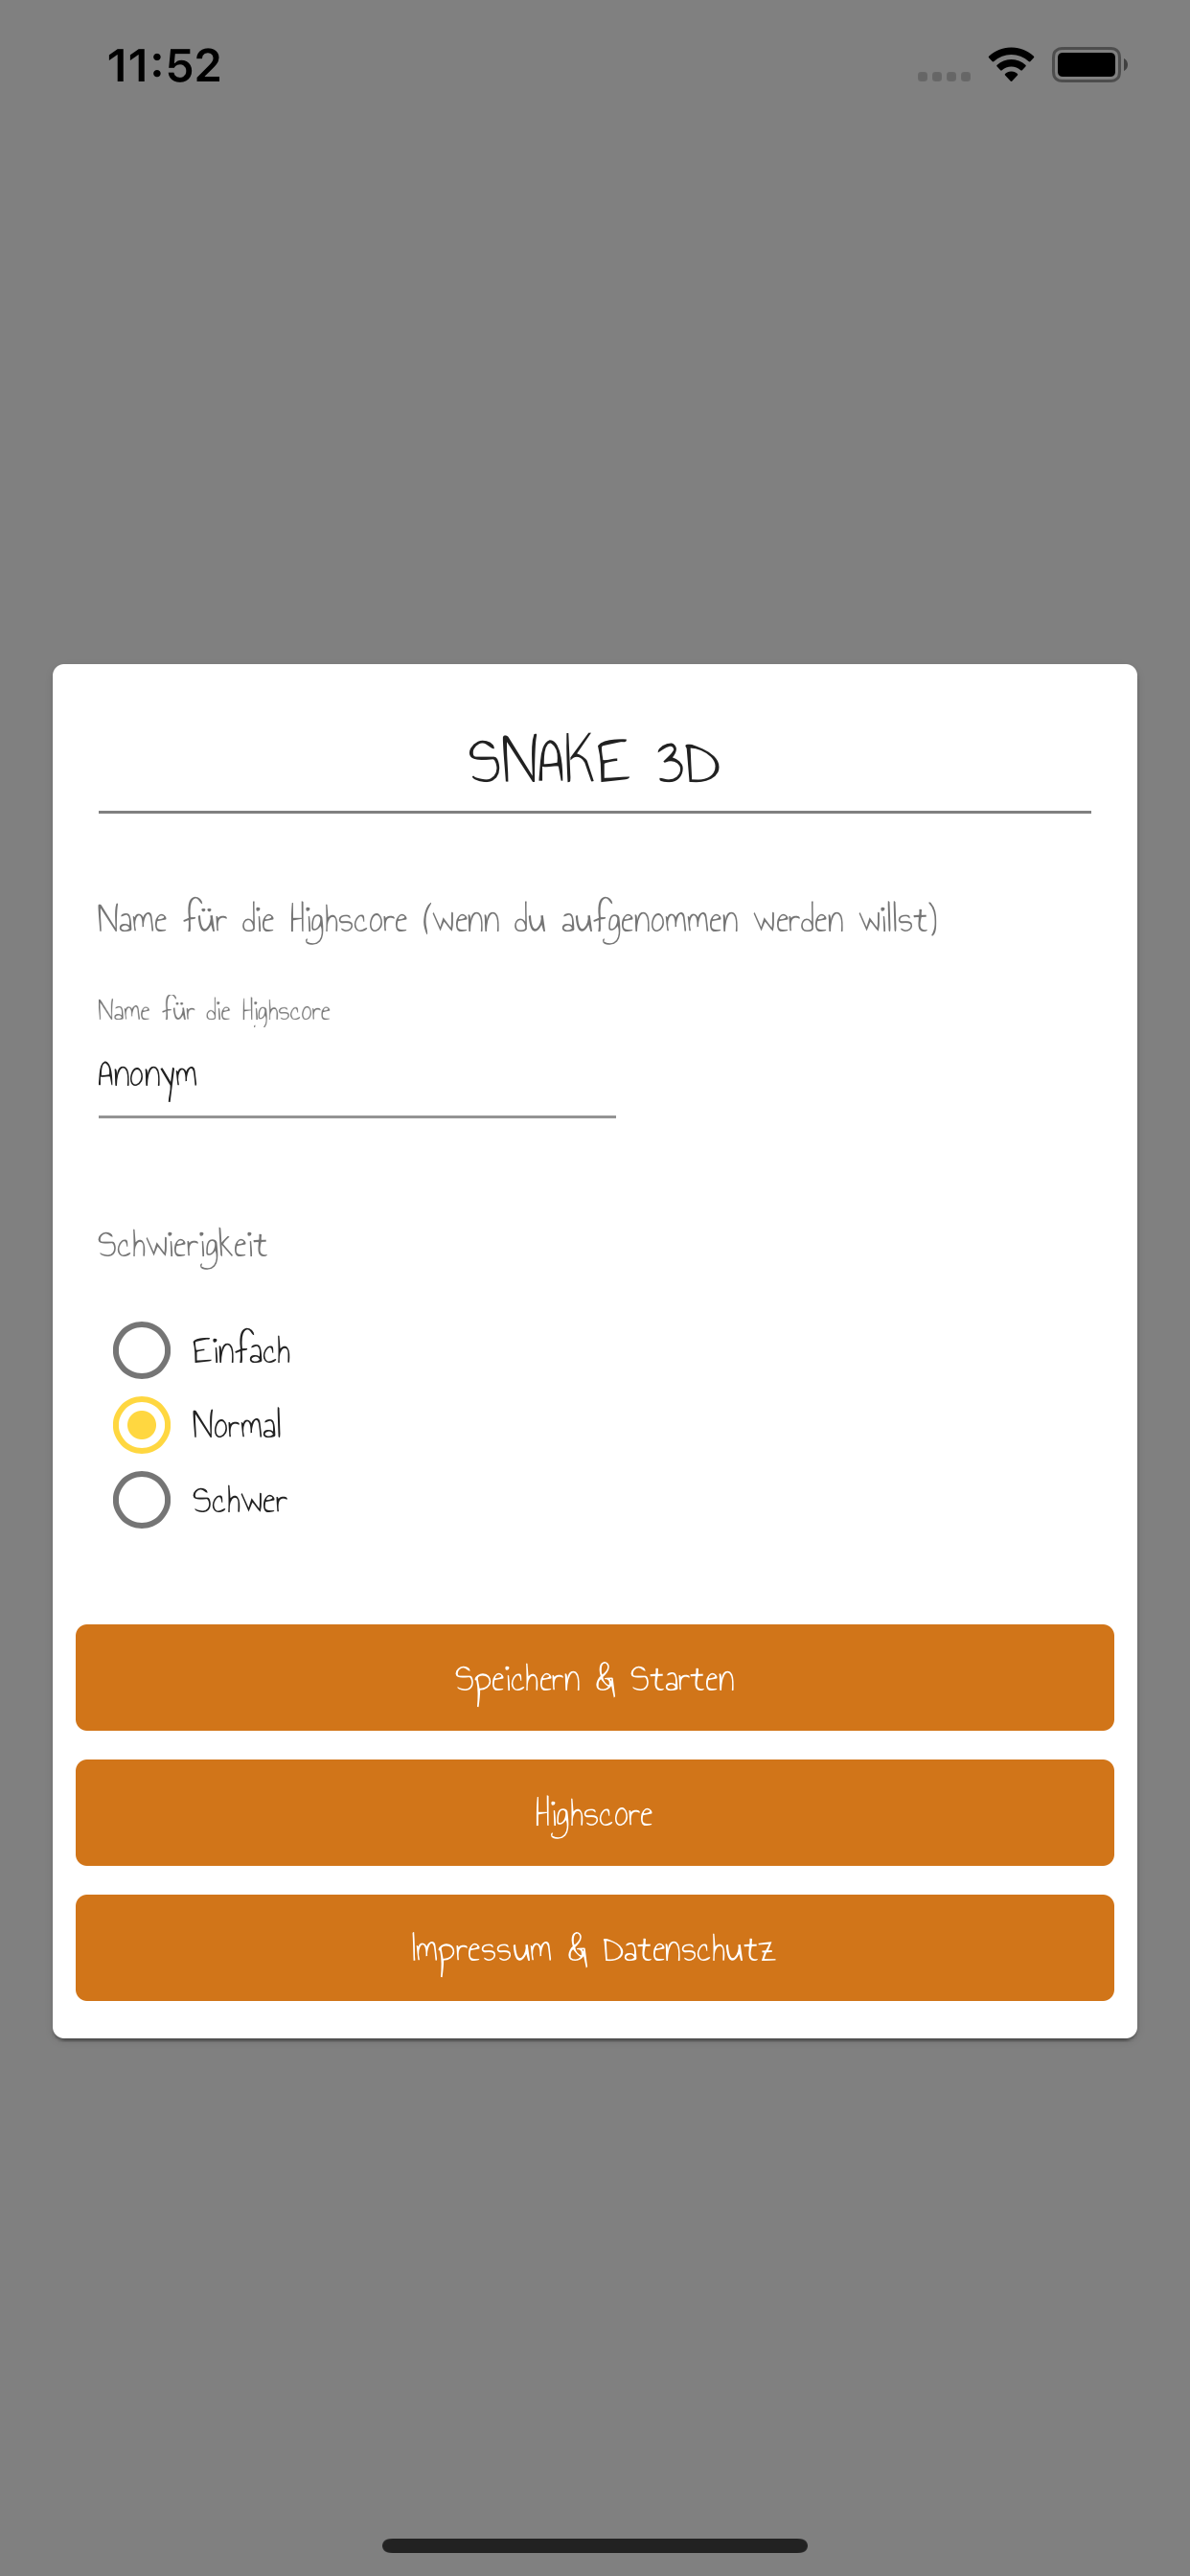 11:52
SNAKE 3D
Name für die Highscore (wenn du aufgenommen werden willst)
Name für die Highscore
Anonym
Schwierigkeit
Einfach
Normal
Schwer
Speichern & Starten
Highscore
Impressum & Datenschutz